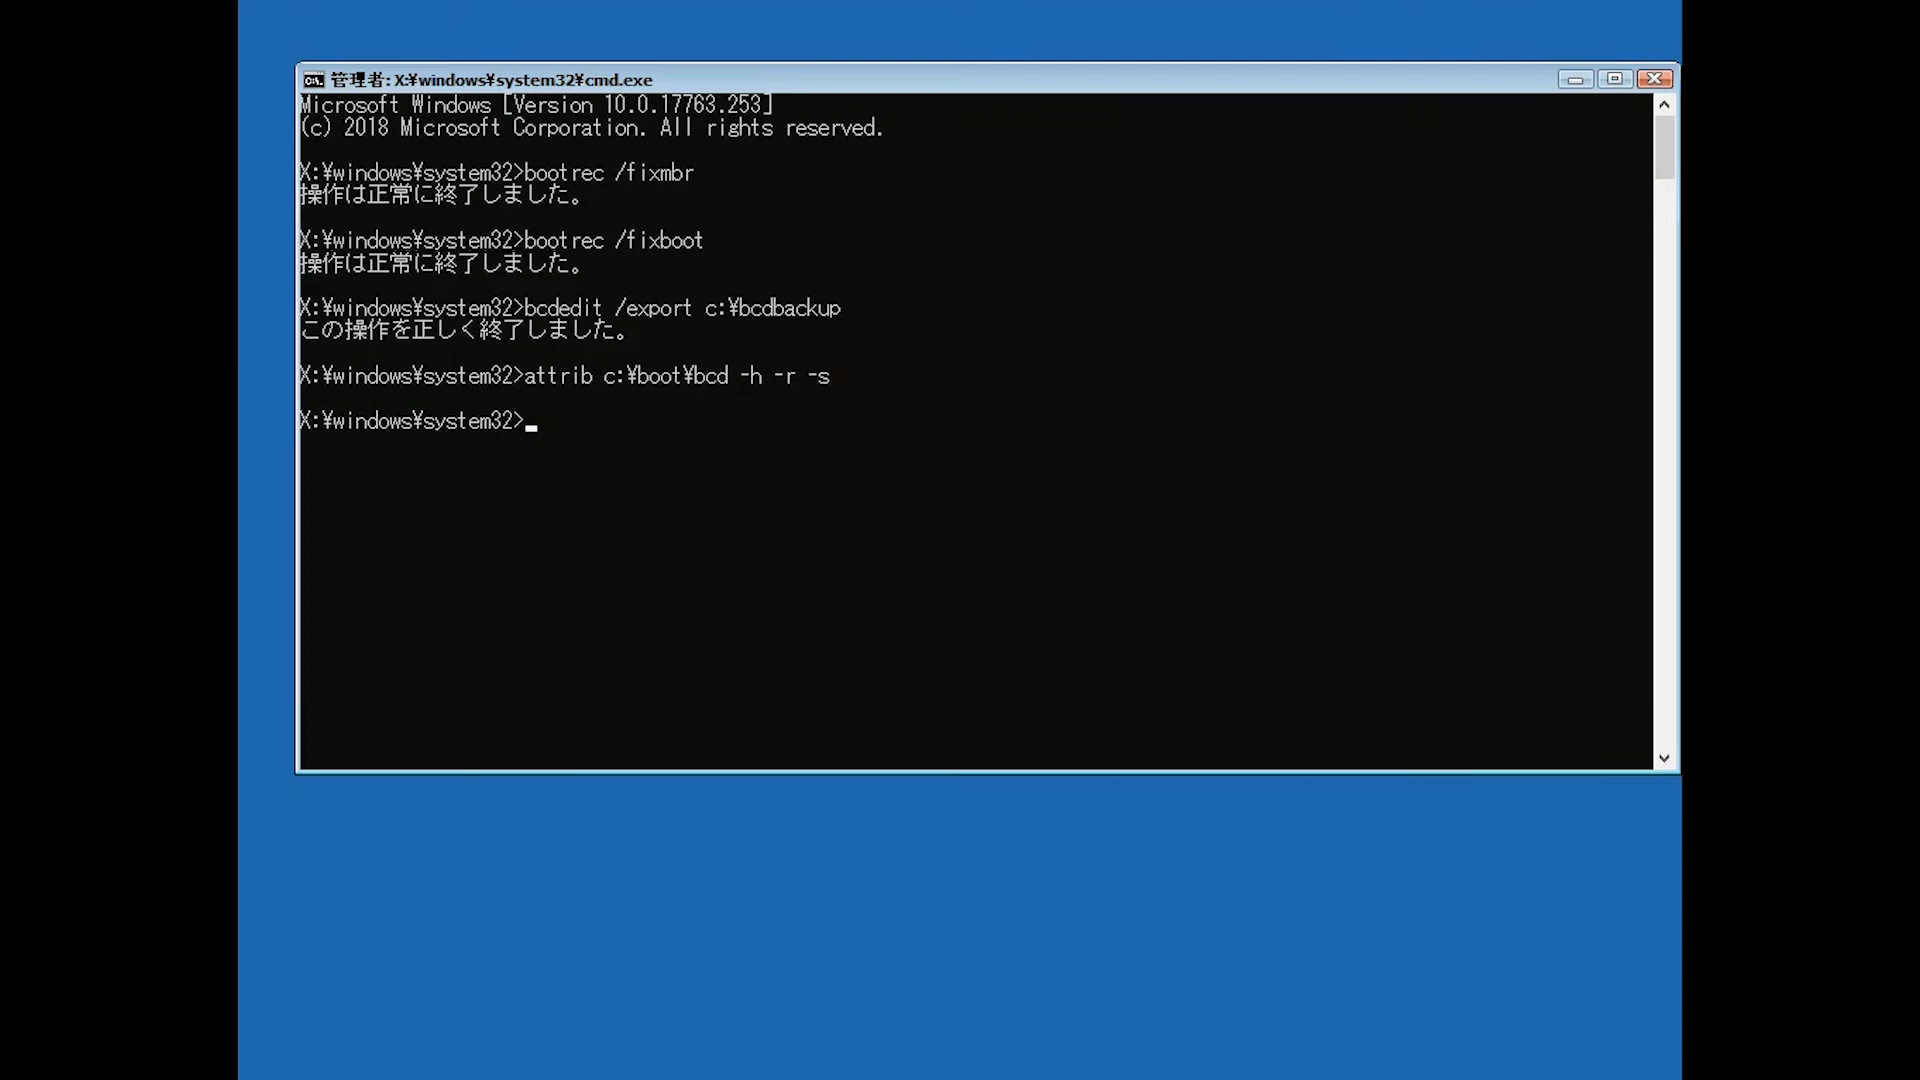 管理者: X:¥windows¥system32¥cmd.exe
Microsoft Windows [Version 10.0.17763.253]
(c) 2018 Microsoft Corporation. All rights reserved.
X:¥windows¥system32>bootrec /fixmbr
操作は正常に終了しました。
X:¥windows¥system32>bootrec /fixboot
操作は正常に終了しました。
X:¥windows¥system32>bcdedit /export c:¥bcdbackup
この操作を正しく終了しました。
X:¥windows¥system32>attrib c:¥boot¥bcd -h -r -s
X:¥windows¥system32>